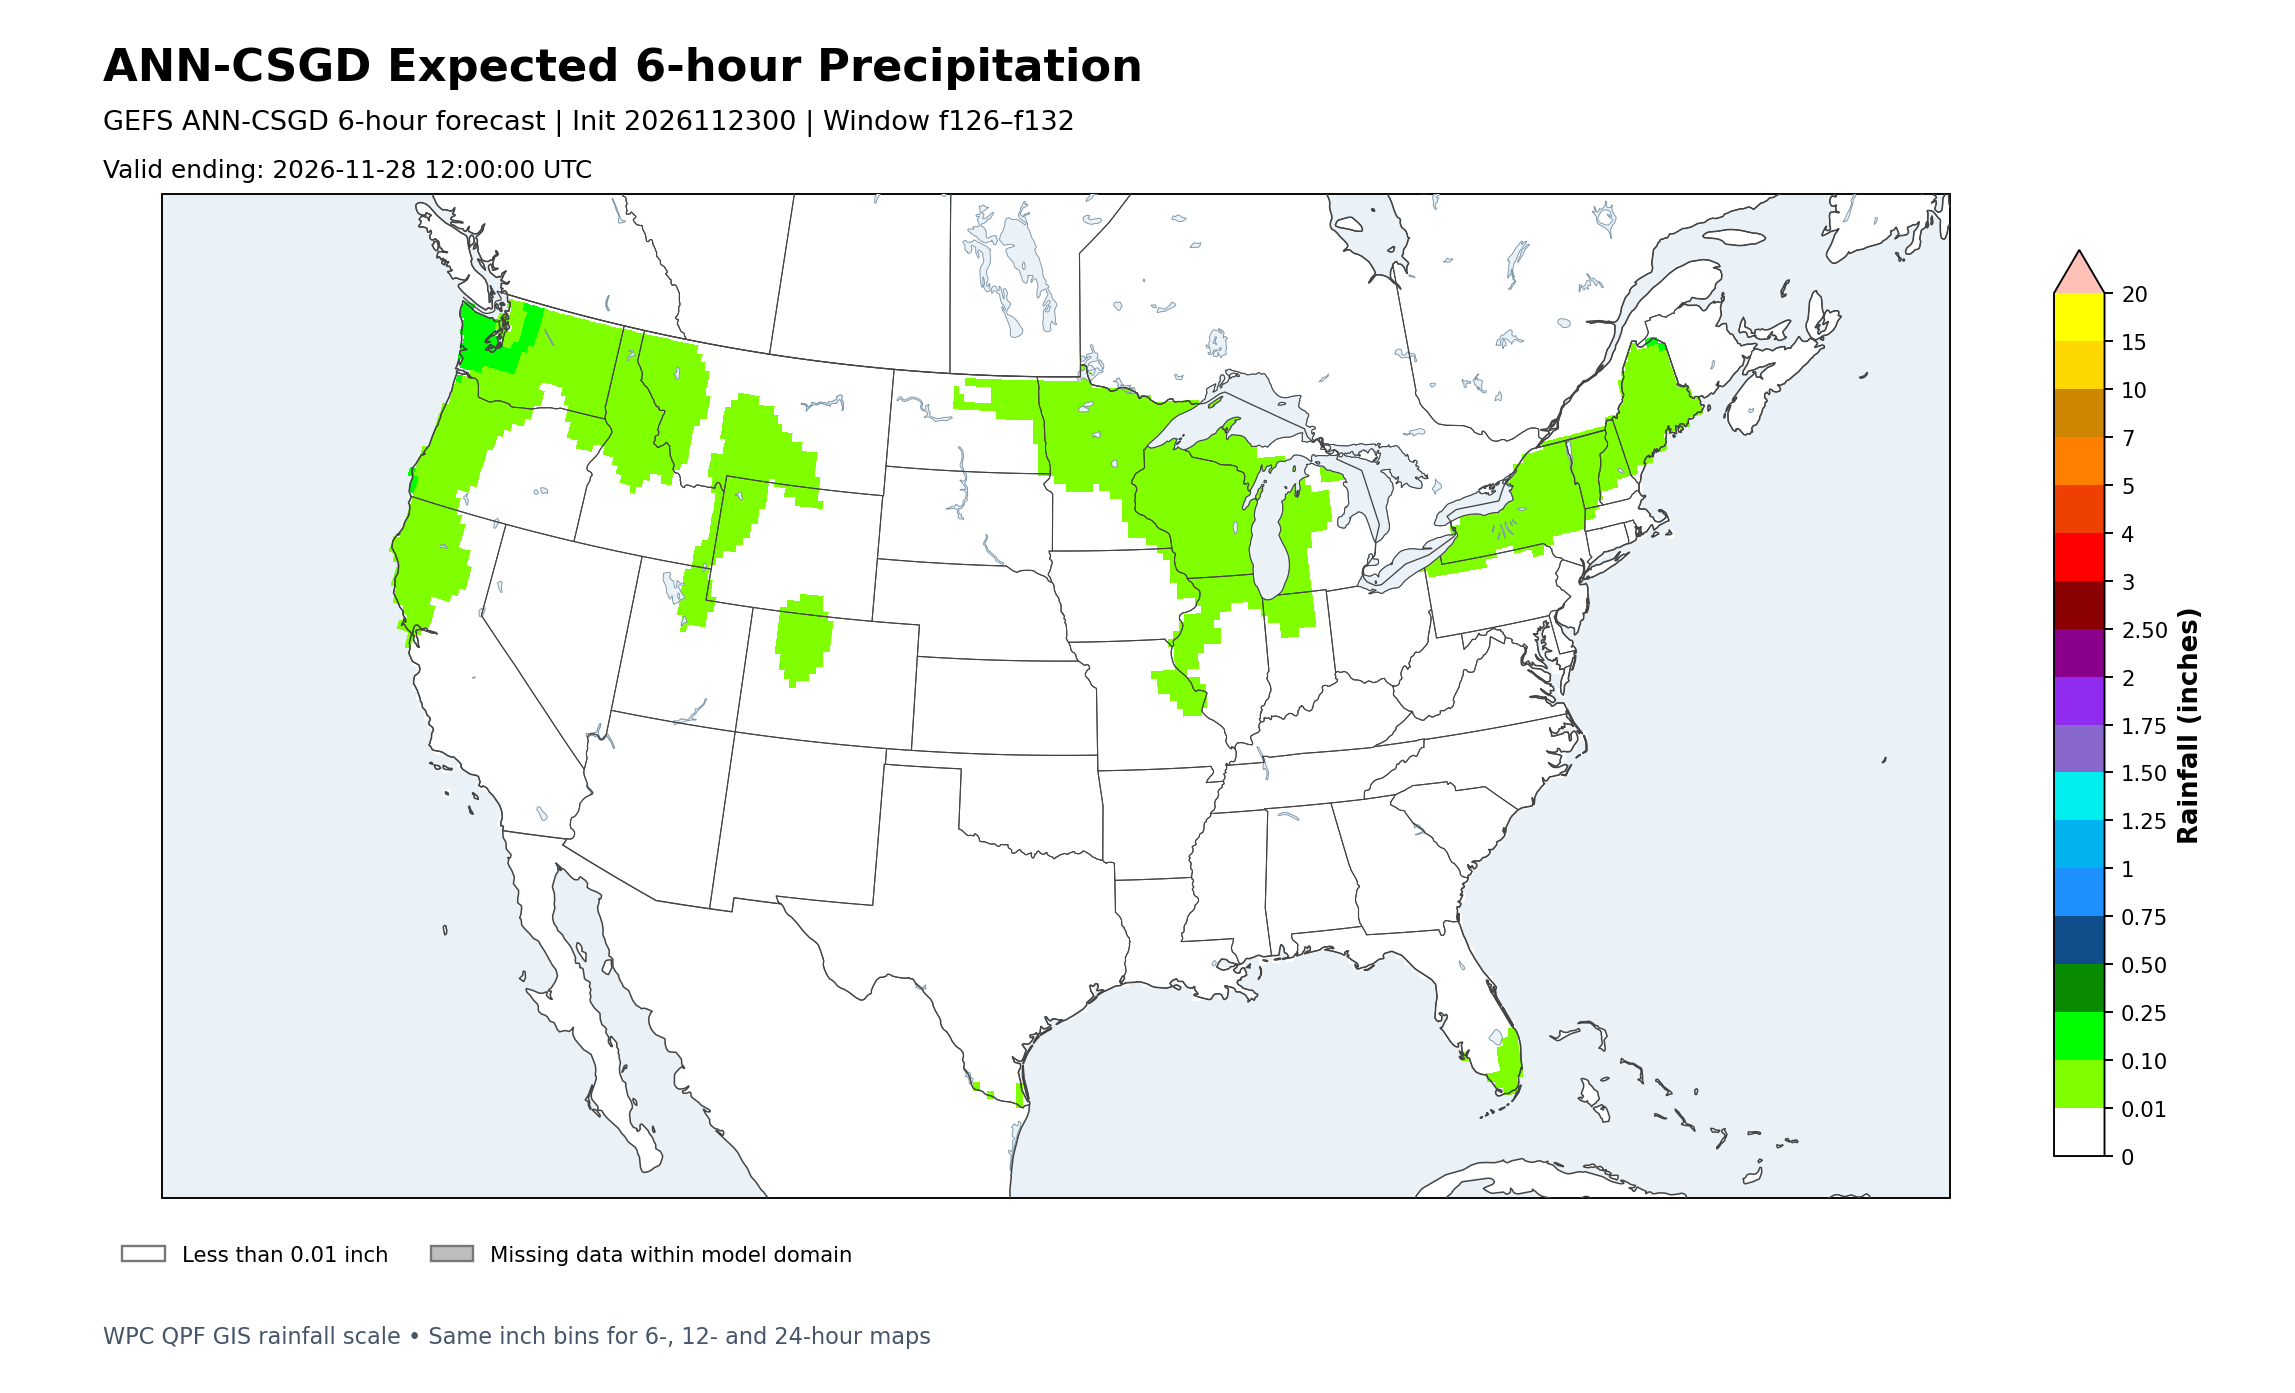 ANN-CSGD Expected 6-hour Precipitation
GEFS ANN-CSGD 6-hour forecast | Init 2026112300 | Window f126–f132
Valid ending: 2026-11-28 12:00:00 UTC
20
15
10
7
5
4
3
2.50
2
1.75
1.50
1.25
1
0.75
0.50
0.25
0.10
0.01
0
Rainfall (inches)
Less than 0.01 inch
Missing data within model domain
WPC QPF GIS rainfall scale • Same inch bins for 6-, 12- and 24-hour maps